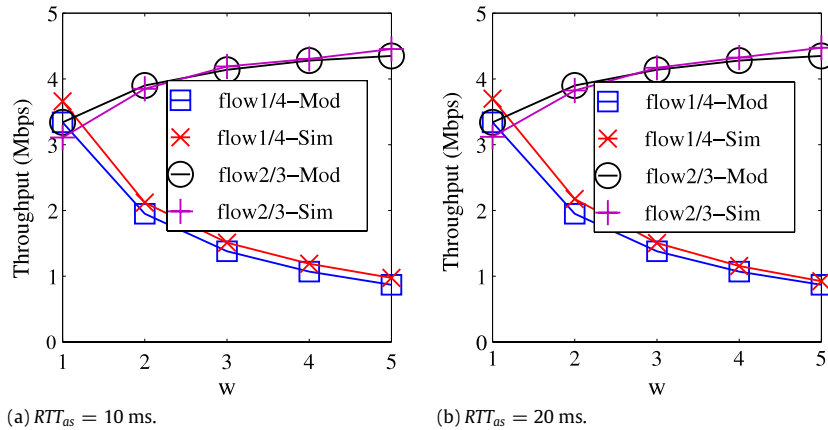 5
4
3
2
1
0
Throughput (Mbps)
flow1/4–Mod
flow1/4–Sim
flow2/3–Mod
flow2/3–Sim
1 2 3 4 5
w
(a) RTTas = 10 ms.
5
4
3
2
1
0
Throughput (Mbps)
flow1/4–Mod
flow1/4–Sim
flow2/3–Mod
flow2/3–Sim
1 2 3 4 5
w
(b) RTTas = 20 ms.